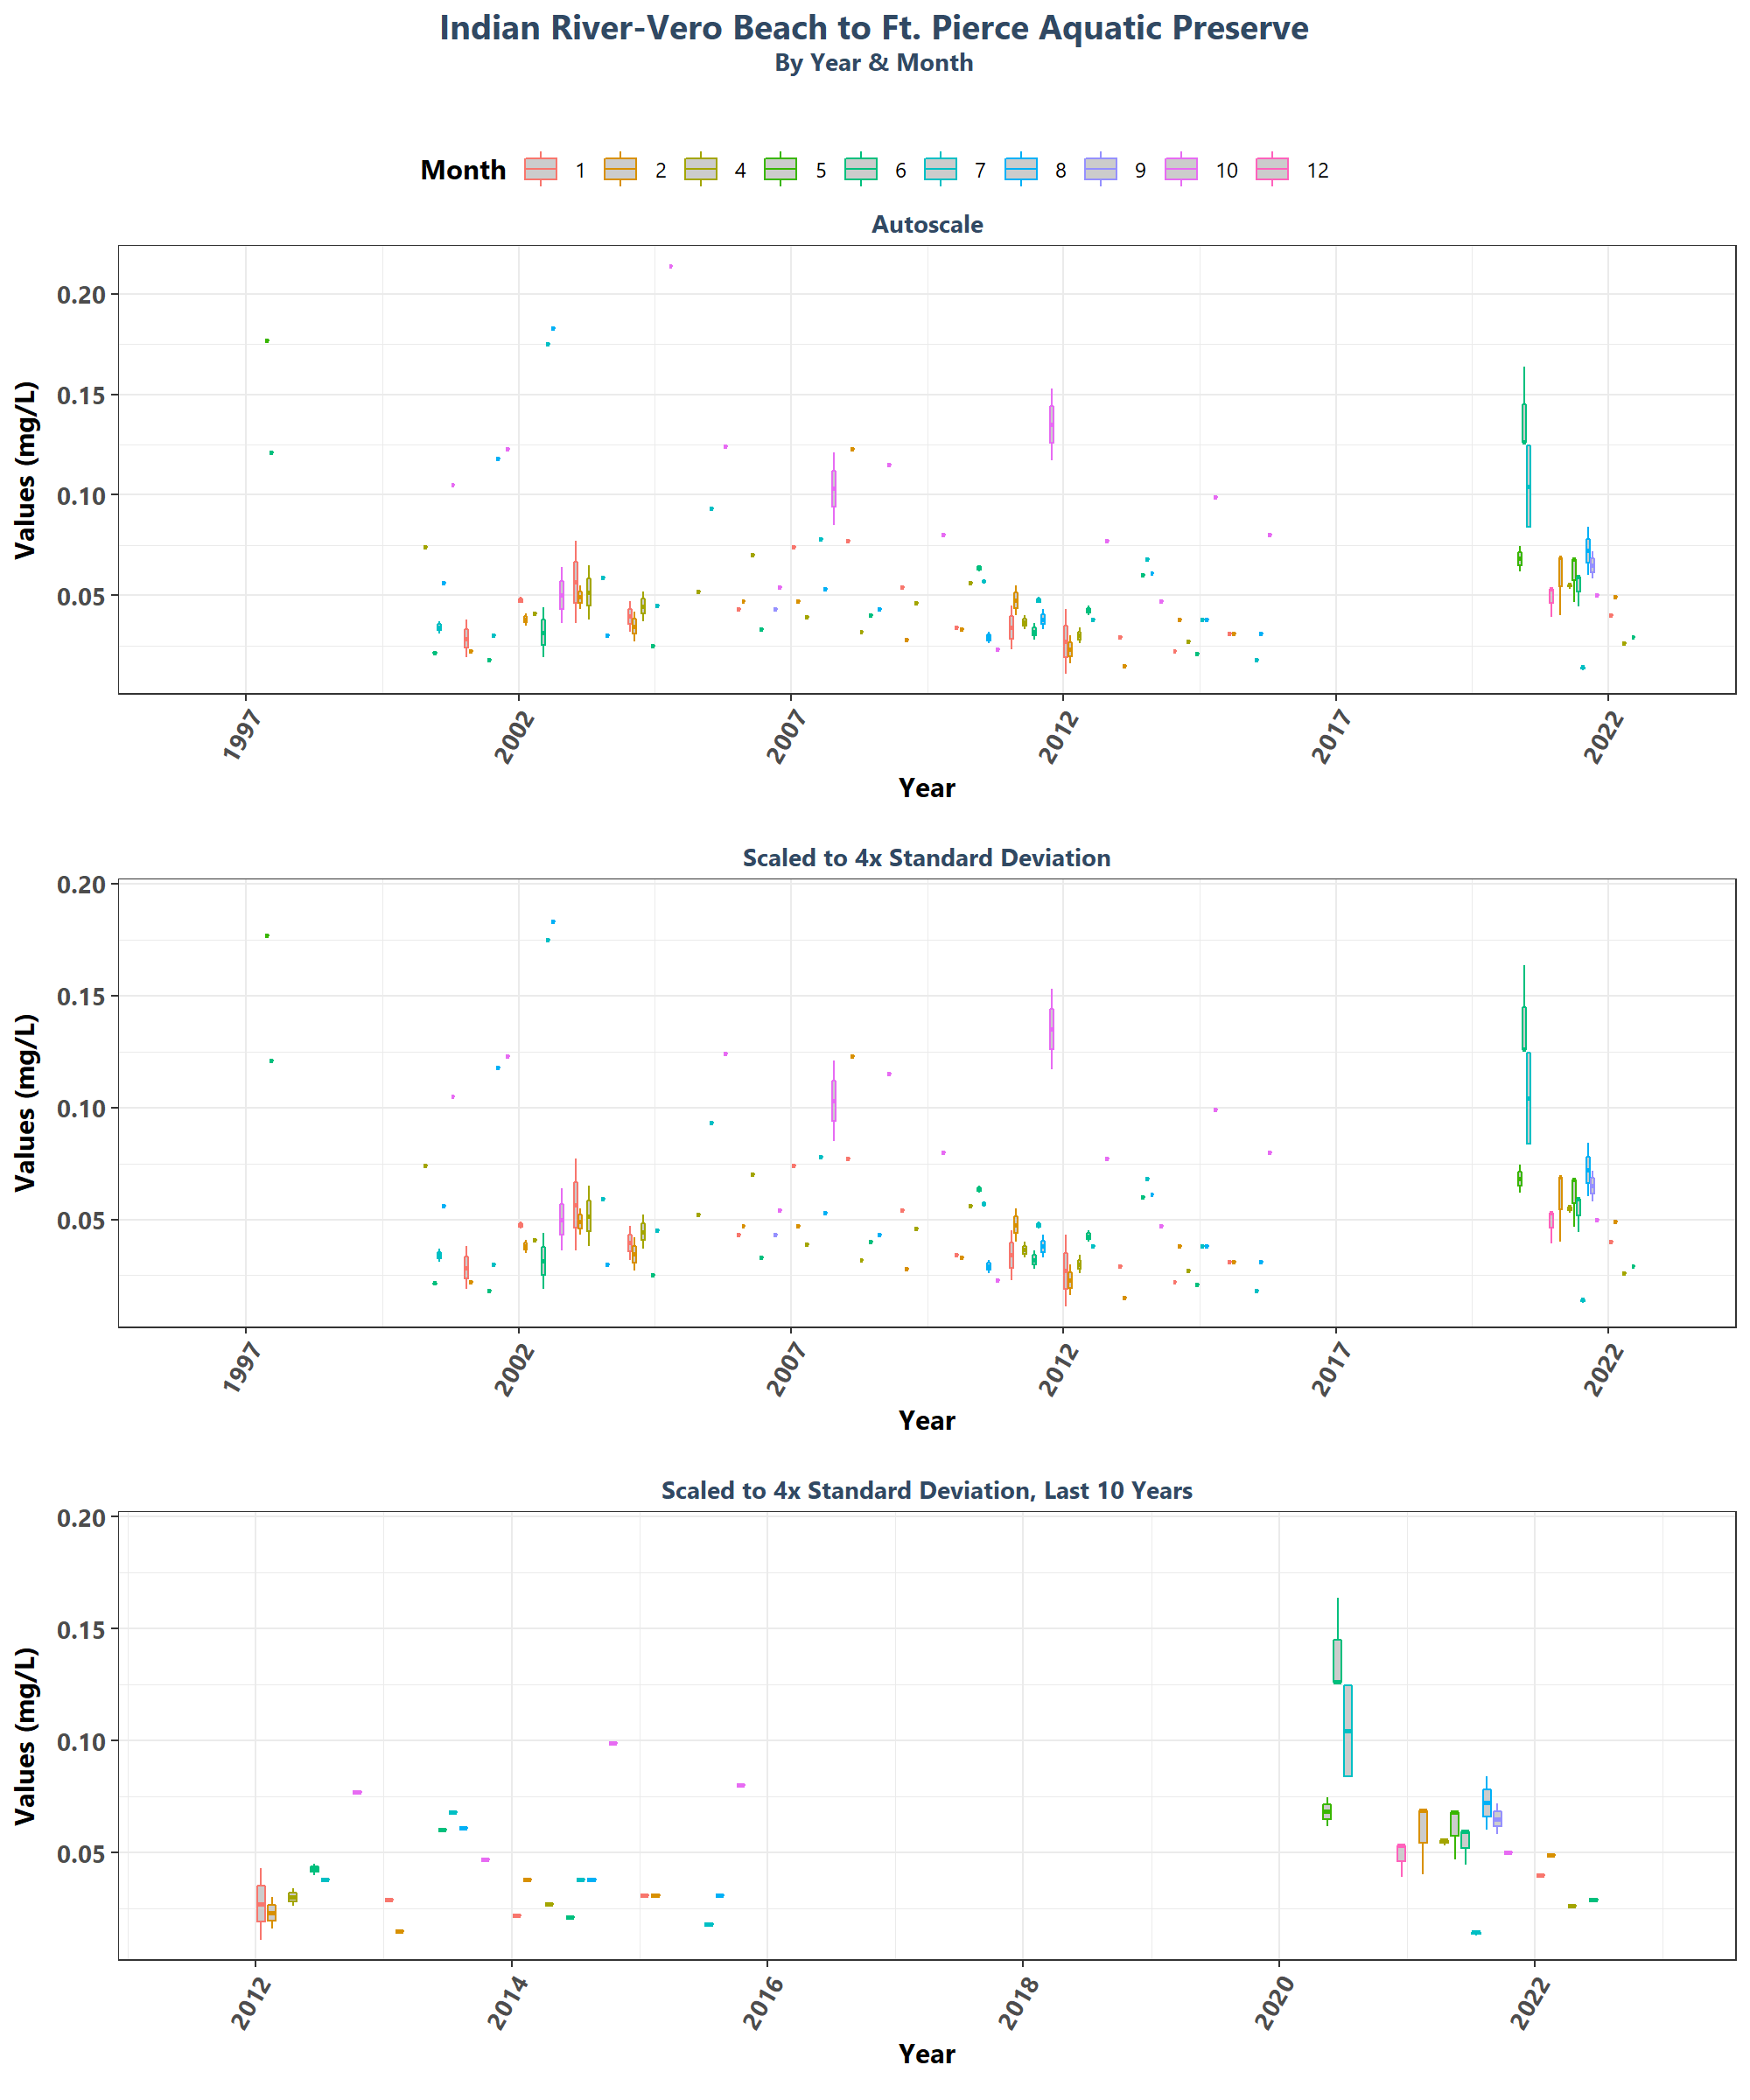 Indian River-Vero Beach to Ft. Pierce Aquatic Preserve
By Year & Month
Month 1 2 4 5 6 7 8 9 10 12
Autoscale
Values (mg/L)
0.20
0.15
0.10
0.05
1997 2002 2007 2012 2017 2022
Year
Scaled to 4x Standard Deviation
Values (mg/L)
0.20
0.15
0.10
0.05
1997 2002 2007 2012 2017 2022
Year
Scaled to 4x Standard Deviation, Last 10 Years
Values (mg/L)
0.20
0.15
0.10
0.05
2012 2014 2016 2018 2020 2022
Year